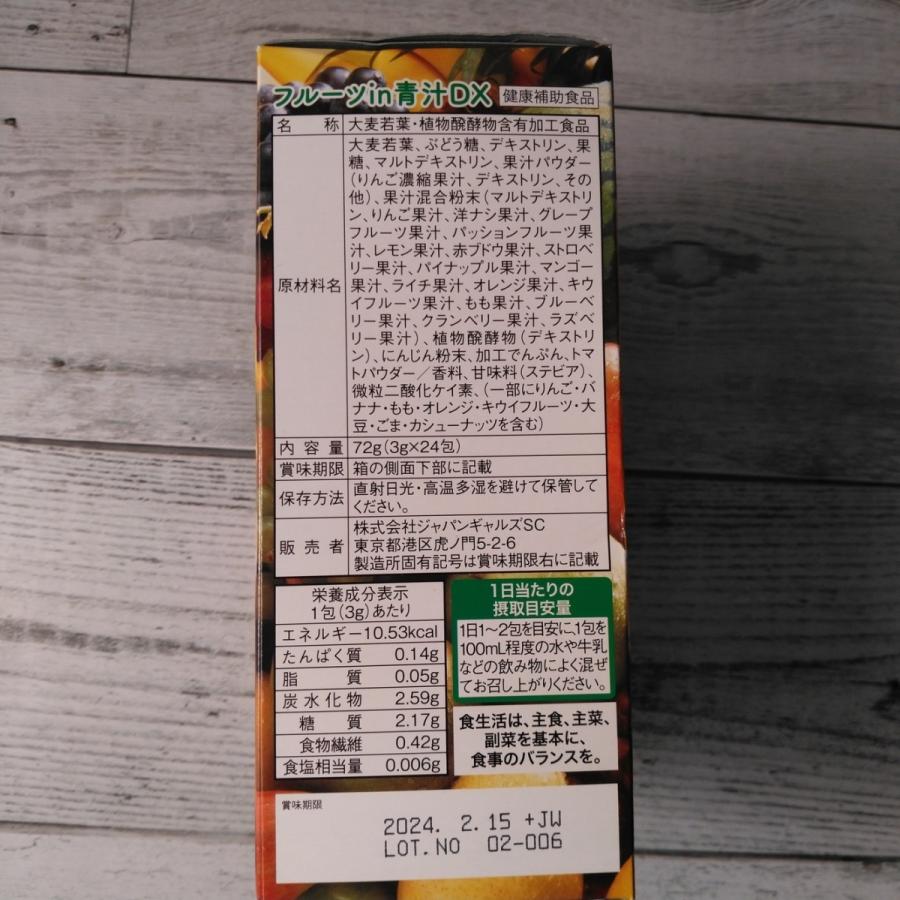 フルーツin青汁DX 健康補助食品
名称 大麦若葉・植物醗酵物含有加工食品
原材料名
大麦若葉、ぶどう糖、デキストリン、果
糖、マルトデキストリン、果汁パウダー
(りんご濃縮果汁、デキストリン、その
他)、果汁混合粉末(マルトデキストリ
ン、りんご果汁、洋ナシ果汁、グレープ
フルーツ果汁、パッションフルーツ果
汁、レモン果汁、赤ブドウ果汁、ストロベ
リー果汁、パイナップル果汁、マンゴー
果汁、ライチ果汁、オレンジ果汁、キウ
イフルーツ果汁、もも果汁、ブルーベ
リー果汁、クランベリー果汁、ラズベ
リー果汁)、植物醗酵物(デキストリ
ン)、にんじん粉末、加工でんぷん、トマ
トパウダー/香料、甘味料(ステビア)、
微粒二酸化ケイ素、(一部にりんご・バ
ナナ・もも・オレンジ・キウイフルーツ・大
豆・ごま・カシューナッツを含む)
内容量 72g(3g×24包)
賞味期限 箱の側面下部に記載
保存方法 直射日光・高温多湿を避けて保管して
ください。
販売者
株式会社ジャパンギャルズSC
東京都港区虎ノ門5-2-6
製造所固有記号は賞味期限右に記載
栄養成分表示
1包(3g)あたり
エネルギー 10.53kcal
たんぱく質 0.14g
脂質 0.05g
炭水化物 2.59g
糖質 2.17g
食物繊維 0.42g
食塩相当量 0.006g
1日当たりの
摂取目安量
1日1～2包を目安に、1包を
100mL程度の水や牛乳
などの飲み物によく混ぜ
てお召し上がりください。
食生活は、主食、主菜、
副菜を基本に、
食事のバランスを。
賞味期限
2024. 2.15 +JW
LOT.NO 02-006